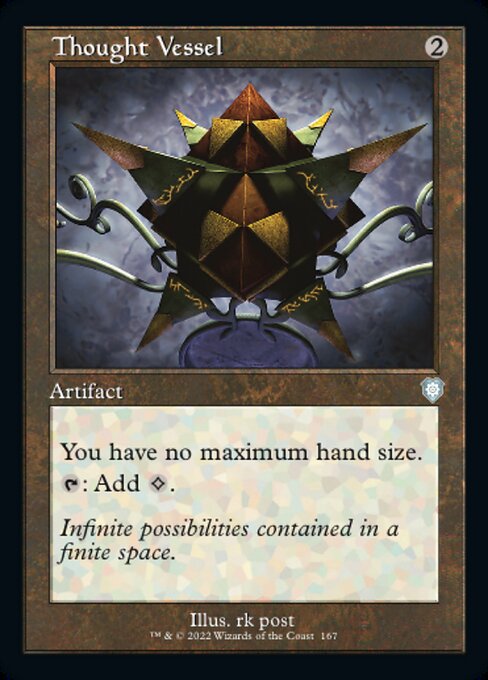 Thought Vessel 2
Artifact
You have no maximum hand size.
: Add .
Infinite possibilities contained in a
finite space.
Illus. rk post
™ & © 2022 Wizards of the Coast 167